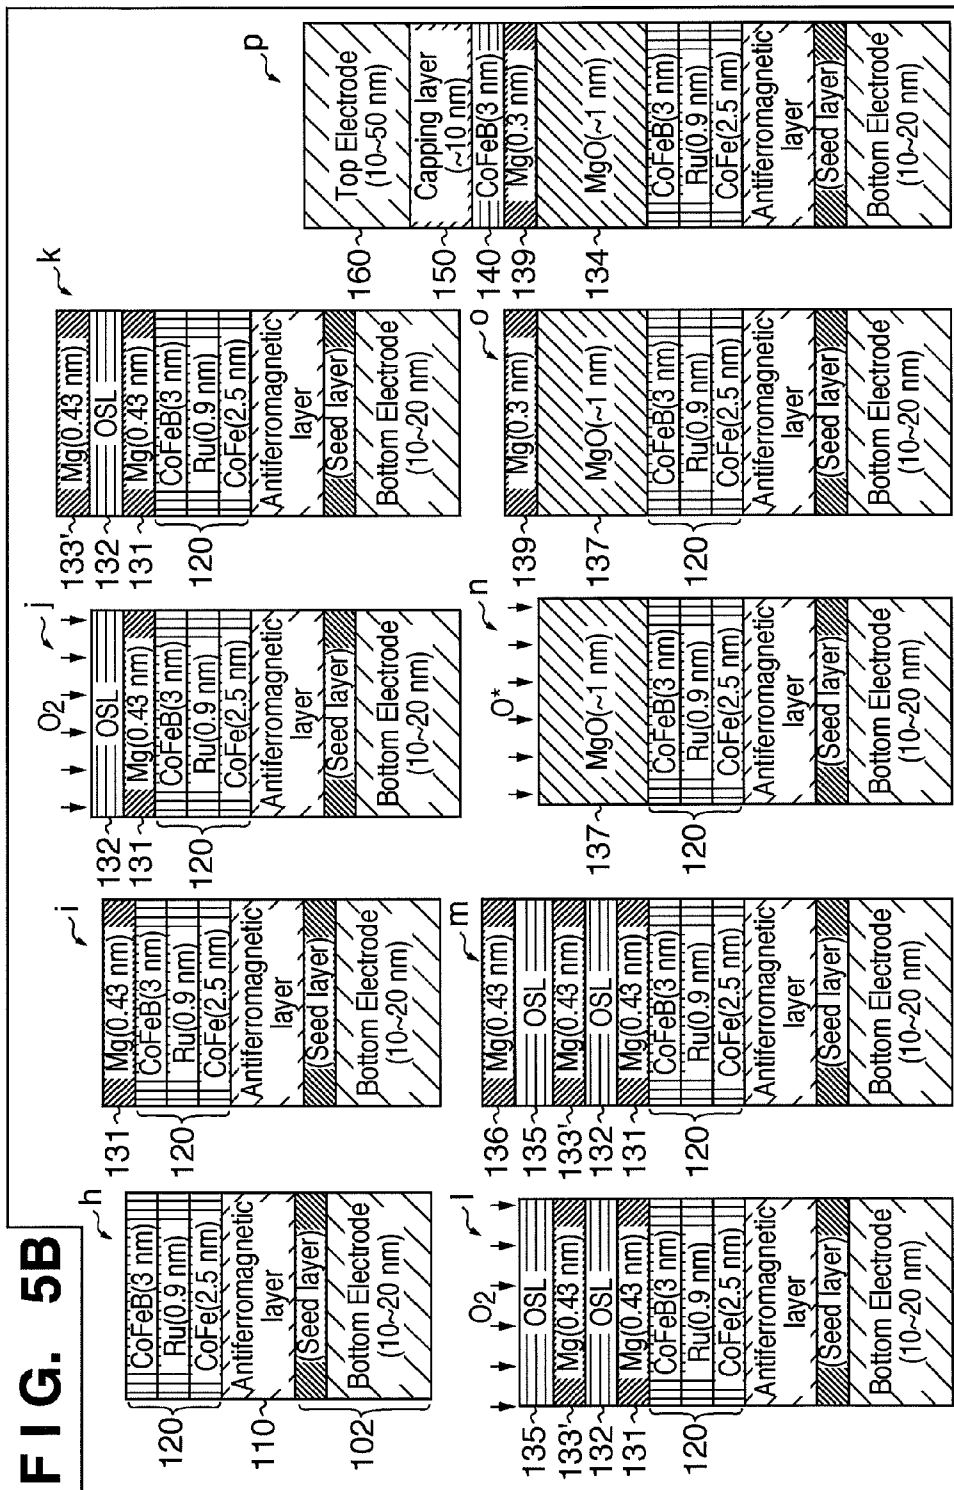 FIG. 5B
h
120
110
102
CoFeB(3 nm)
Ru(0.9 nm)
CoFe(2.5 nm)
Antiferromagnetic
layer
(Seed layer)
Bottom Electrode
(10~20 nm)
i
131
120
Mg(0.43 nm)
CoFeB(3 nm)
Ru(0.9 nm)
CoFe(2.5 nm)
Antiferromagnetic
layer
(Seed layer)
Bottom Electrode
(10~20 nm)
j
O2
132
131
120
OSL
Mg(0.43 nm)
CoFeB(3 nm)
Ru(0.9 nm)
CoFe(2.5 nm)
Antiferromagnetic
layer
(Seed layer)
Bottom Electrode
(10~20 nm)
k
133'
132
131
120
Mg(0.43 nm)
OSL
Mg(0.43 nm)
CoFeB(3 nm)
Ru(0.9 nm)
CoFe(2.5 nm)
Antiferromagnetic
layer
(Seed layer)
Bottom Electrode
(10~20 nm)
l
O2
135
133'
132
131
120
OSL
Mg(0.43 nm)
OSL
Mg(0.43 nm)
CoFeB(3 nm)
Ru(0.9 nm)
CoFe(2.5 nm)
Antiferromagnetic
layer
(Seed layer)
Bottom Electrode
(10~20 nm)
m
136
135
133'
132
131
120
Mg(0.43 nm)
OSL
Mg(0.43 nm)
OSL
Mg(0.43 nm)
CoFeB(3 nm)
Ru(0.9 nm)
CoFe(2.5 nm)
Antiferromagnetic
layer
(Seed layer)
Bottom Electrode
(10~20 nm)
n
O*
137
120
MgO(~1 nm)
CoFeB(3 nm)
Ru(0.9 nm)
CoFe(2.5 nm)
Antiferromagnetic
layer
(Seed layer)
Bottom Electrode
(10~20 nm)
o
139
137
120
Mg(0.3 nm)
MgO(~1 nm)
CoFeB(3 nm)
Ru(0.9 nm)
CoFe(2.5 nm)
Antiferromagnetic
layer
(Seed layer)
Bottom Electrode
(10~20 nm)
p
160
150
140
139
134
Top Electrode
(10~50 nm)
Capping layer
(~10 nm)
CoFeB(3 nm)
Mg(0.3 nm)
MgO(~1 nm)
CoFeB(3 nm)
Ru(0.9 nm)
CoFe(2.5 nm)
Antiferromagnetic
layer
(Seed layer)
Bottom Electrode
(10~20 nm)